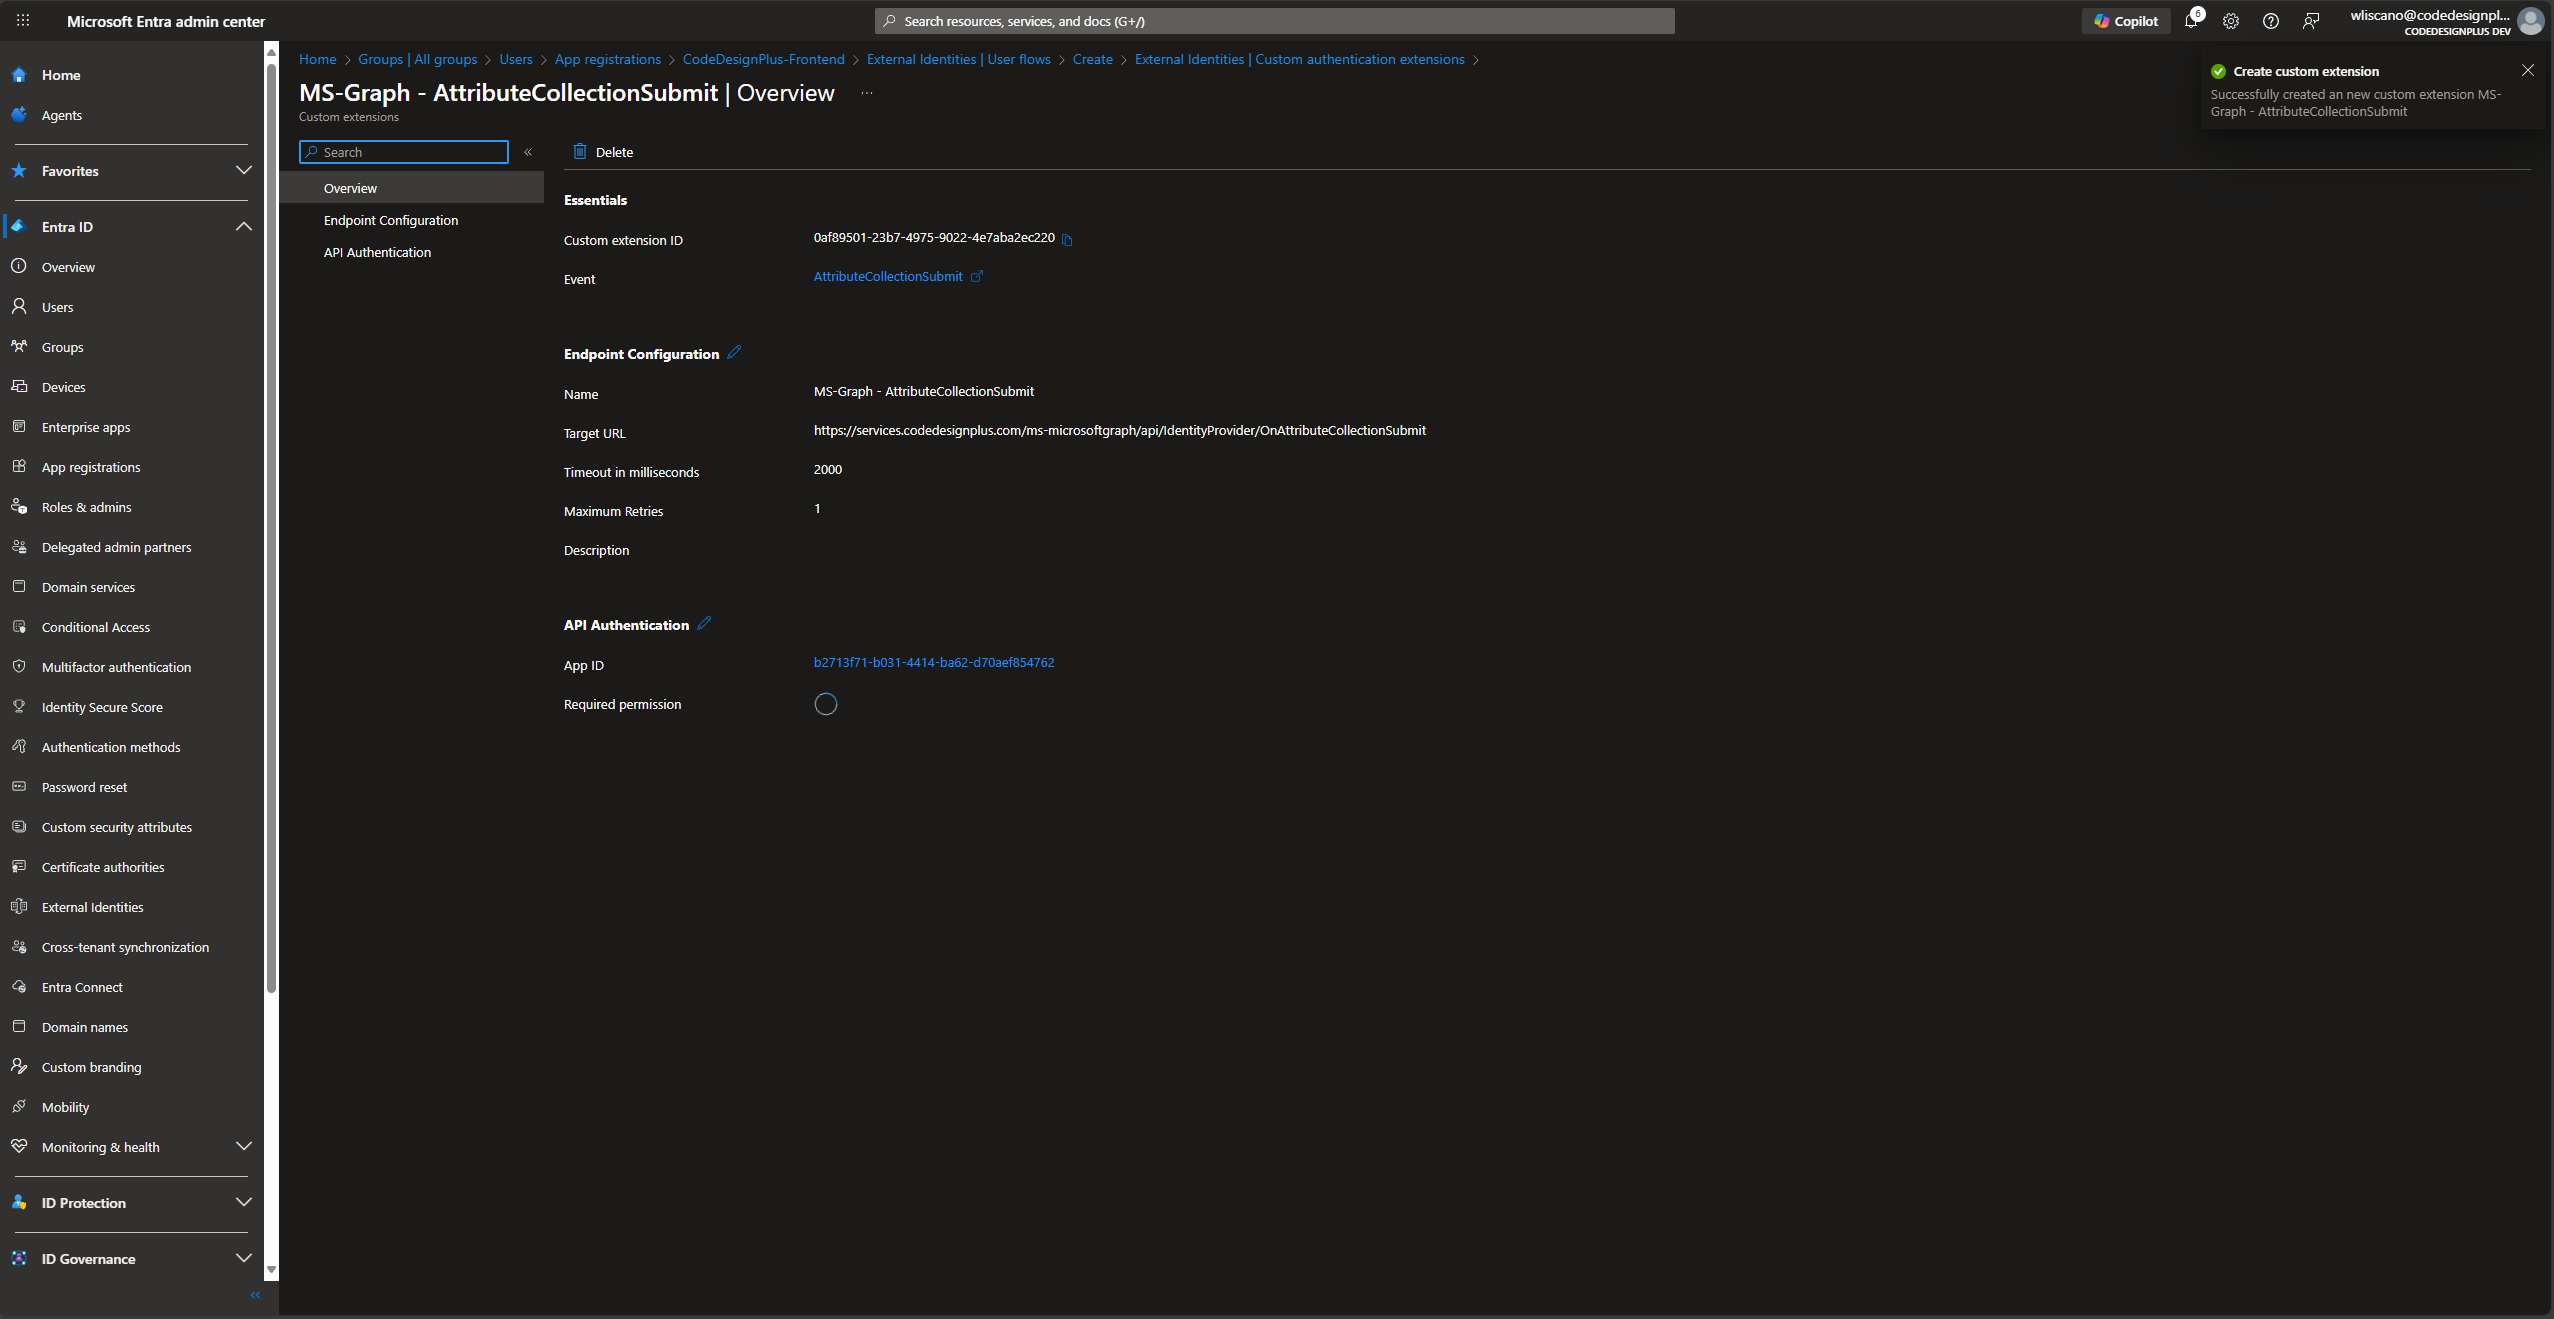 Microsoft Entra admin center
Search resources, services, and docs (G+/)
Copilot
6
wliscano@codedesignpl...
CODEDESIGNPLUS DEV
Home
Agents
Favorites
Entra ID
Overview
Users
Groups
Devices
Enterprise apps
App registrations
Roles & admins
Delegated admin partners
Domain services
Conditional Access
Multifactor authentication
Identity Secure Score
Authentication methods
Password reset
Custom security attributes
Certificate authorities
External Identities
Cross-tenant synchronization
Entra Connect
Domain names
Custom branding
Mobility
Monitoring & health
ID Protection
ID Governance
Home > Groups | All groups > Users > App registrations > CodeDesignPlus-Frontend > External Identities | User flows > Create > External Identities | Custom authentication extensions >
MS-Graph - AttributeCollectionSubmit | Overview ...
Custom extensions
Search
Overview
Endpoint Configuration
API Authentication
Delete
Essentials
Custom extension ID 0af89501-23b7-4975-9022-4e7aba2ec220
Event AttributeCollectionSubmit
Endpoint Configuration
Name MS-Graph - AttributeCollectionSubmit
Target URL https://services.codedesignplus.com/ms-microsoftgraph/api/IdentityProvider/OnAttributeCollectionSubmit
Timeout in milliseconds 2000
Maximum Retries 1
Description
API Authentication
App ID b2713f71-b031-4414-ba62-d70aef854762
Required permission
Create custom extension
Successfully created an new custom extension MS-
Graph - AttributeCollectionSubmit